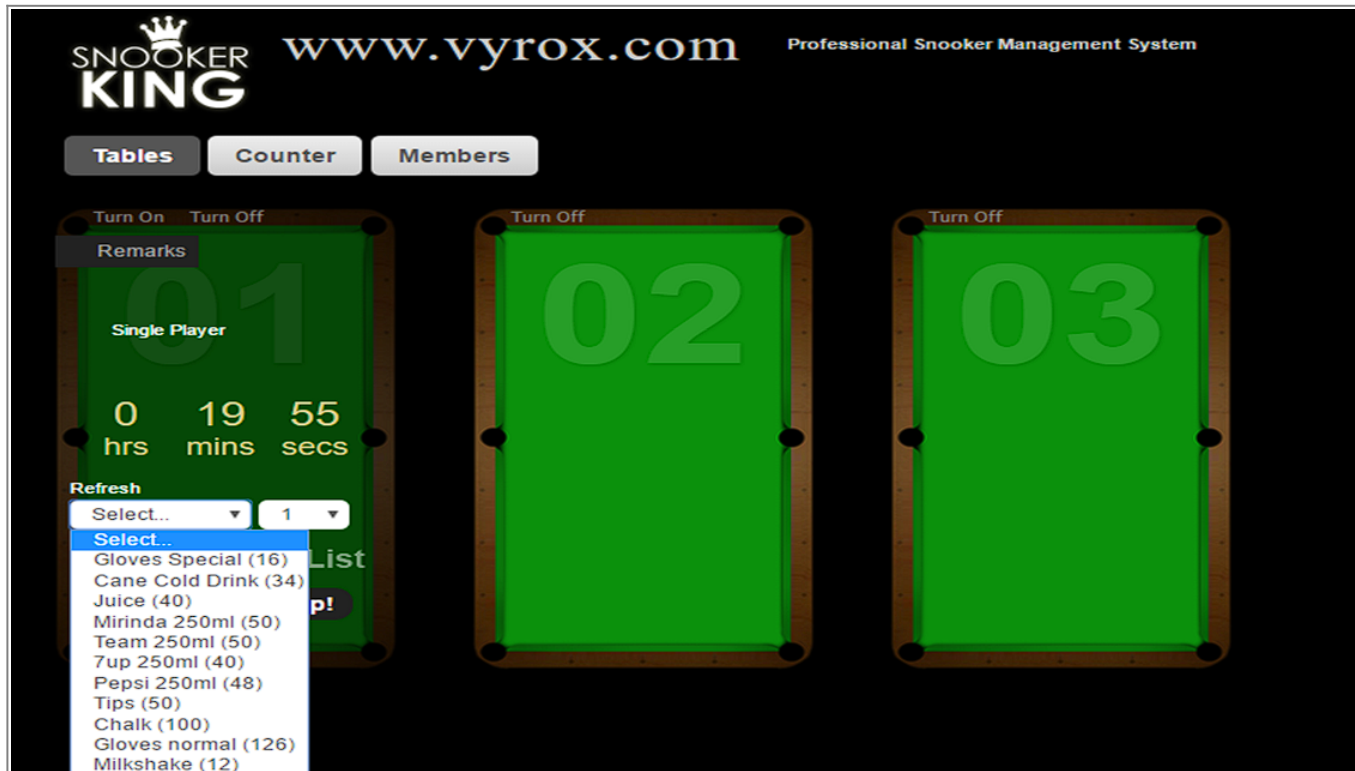 SNOOKER
KING
www.vyrox.com
Professional Snooker Management System
Tables
Counter
Members
Turn On Turn Off
Remarks
01
Single Player
0 19 55
hrs mins secs
Refresh
Select... 1
Select...
Gloves Special (16)
List
Cane Cold Drink (34)
Juice (40)
p!
Mirinda 250ml (50)
Team 250ml (50)
7up 250ml (40)
Pepsi 250ml (48)
Tips (50)
Chalk (100)
Gloves normal (126)
Milkshake (12)
Turn Off
02
Turn Off
03